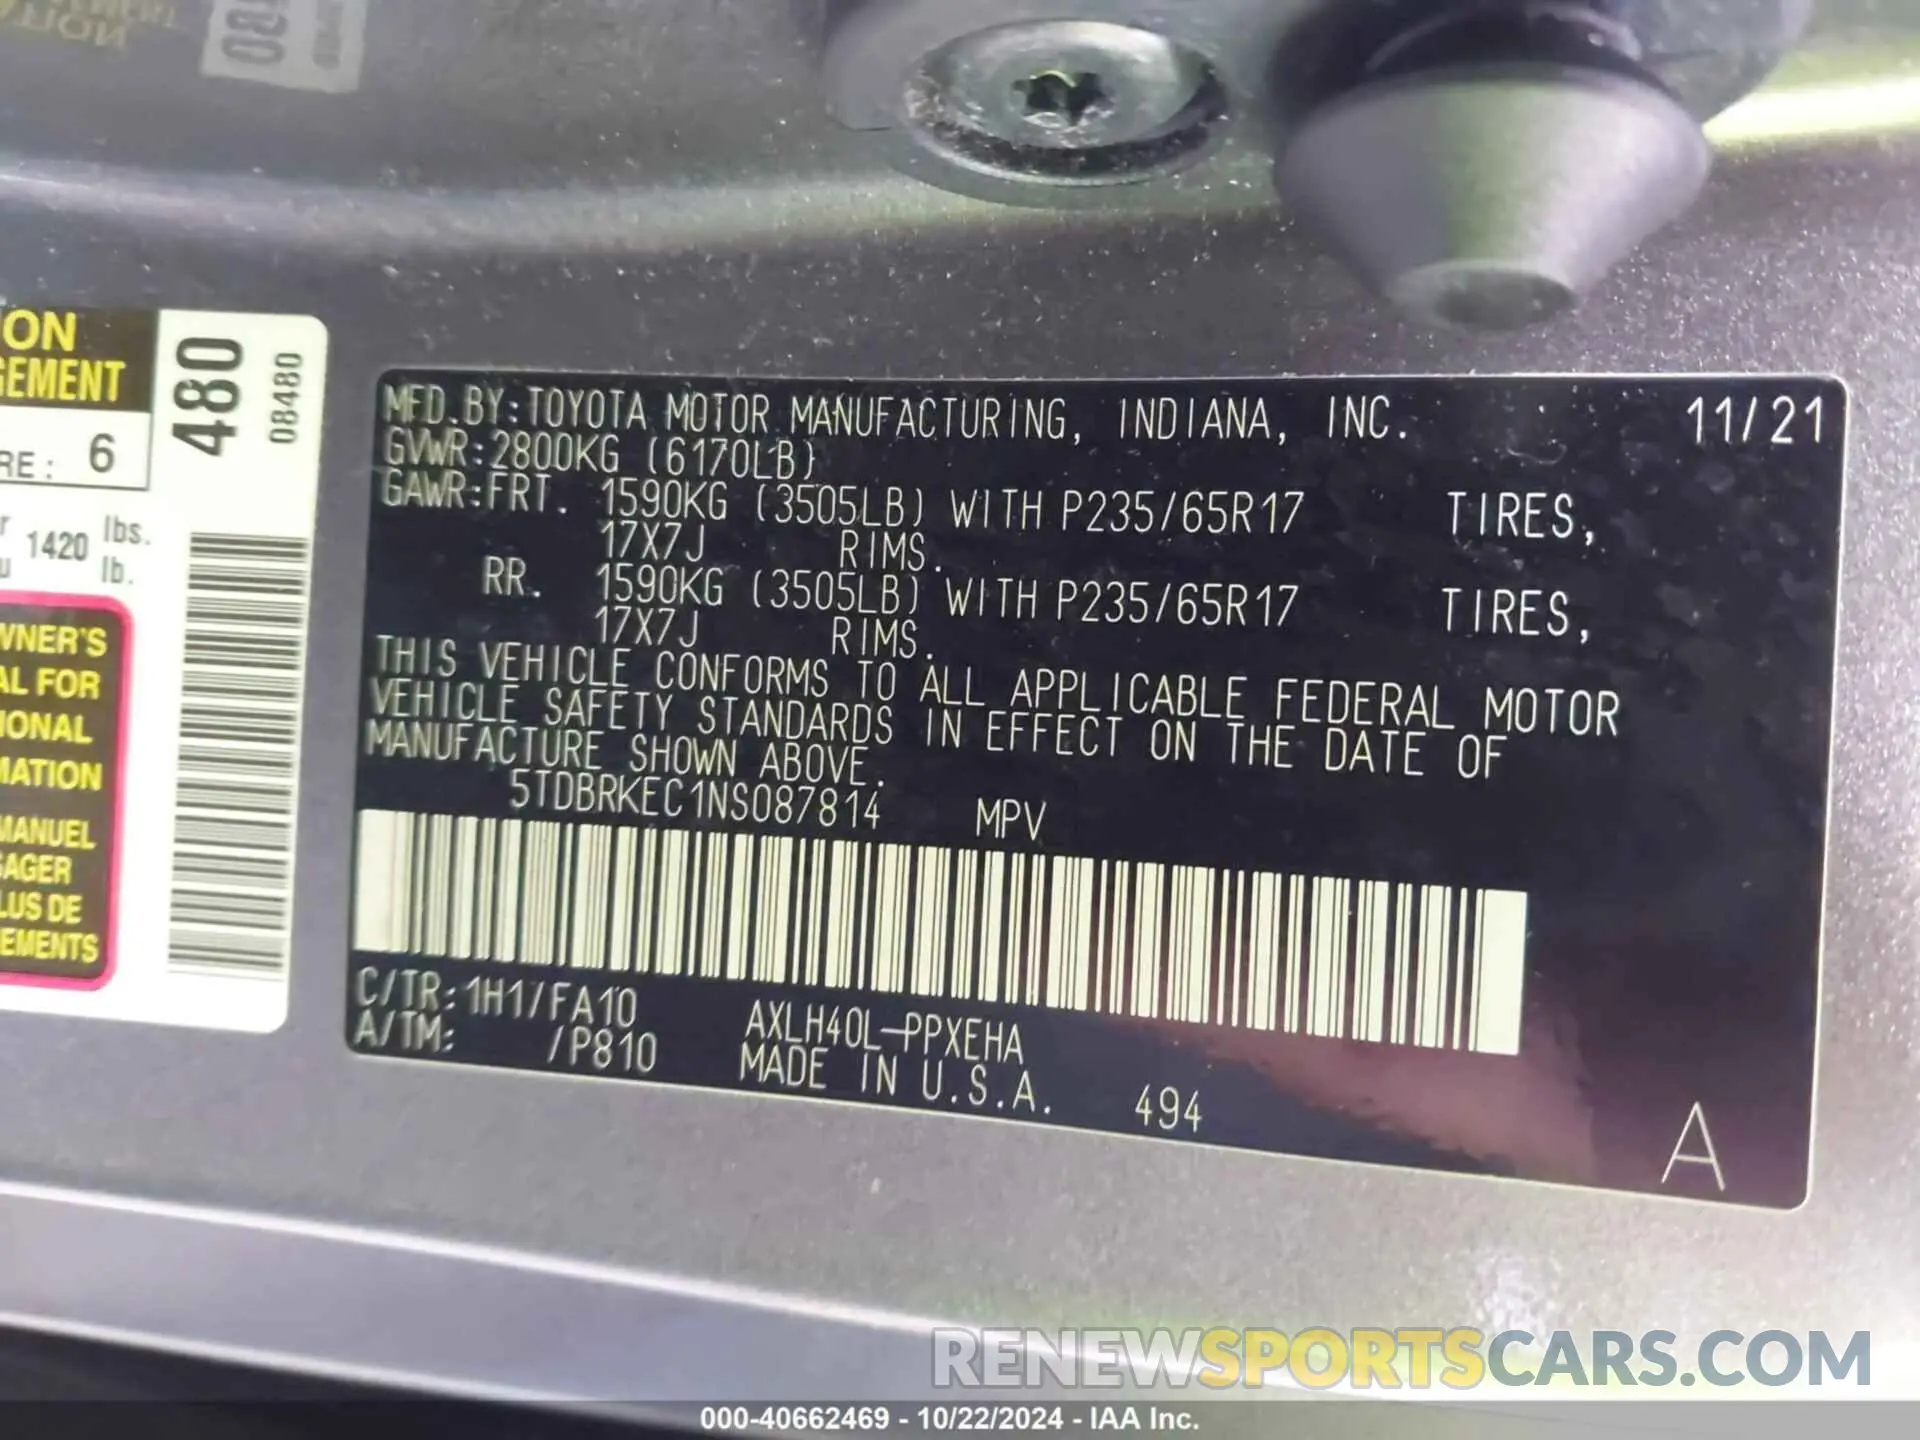 08
ON
GEMENT
RE: 6
1420 lbs.
lb.
480
08480
WNER'S
AL FOR
IONAL
MATION
MANUEL
GAGER
LUS DE
EMENTS
MFD.BY:TOYOTA MOTOR MANUFACTURING, INDIANA, INC. 11/21
GVWR:2800KG (6170LB)
GAWR:FRT. 1590KG (3505LB) WITH P235/65R17 TIRES,
17X7J RIMS.
RR. 1590KG (3505LB) WITH P235/65R17 TIRES,
17X7J RIMS.
THIS VEHICLE CONFORMS TO ALL APPLICABLE FEDERAL MOTOR
VEHICLE SAFETY STANDARDS IN EFFECT ON THE DATE OF
MANUFACTURE SHOWN ABOVE.
5TDBRKEC1NS087814 MPV
C/TR:1H1/FA10 AXLH40L-PPXEHA
A/TM: /P810 MADE IN U.S.A. 494
A
RENEWSPORTSCARS.COM
000-40662469 - 10/22/2024 - IAA Inc.